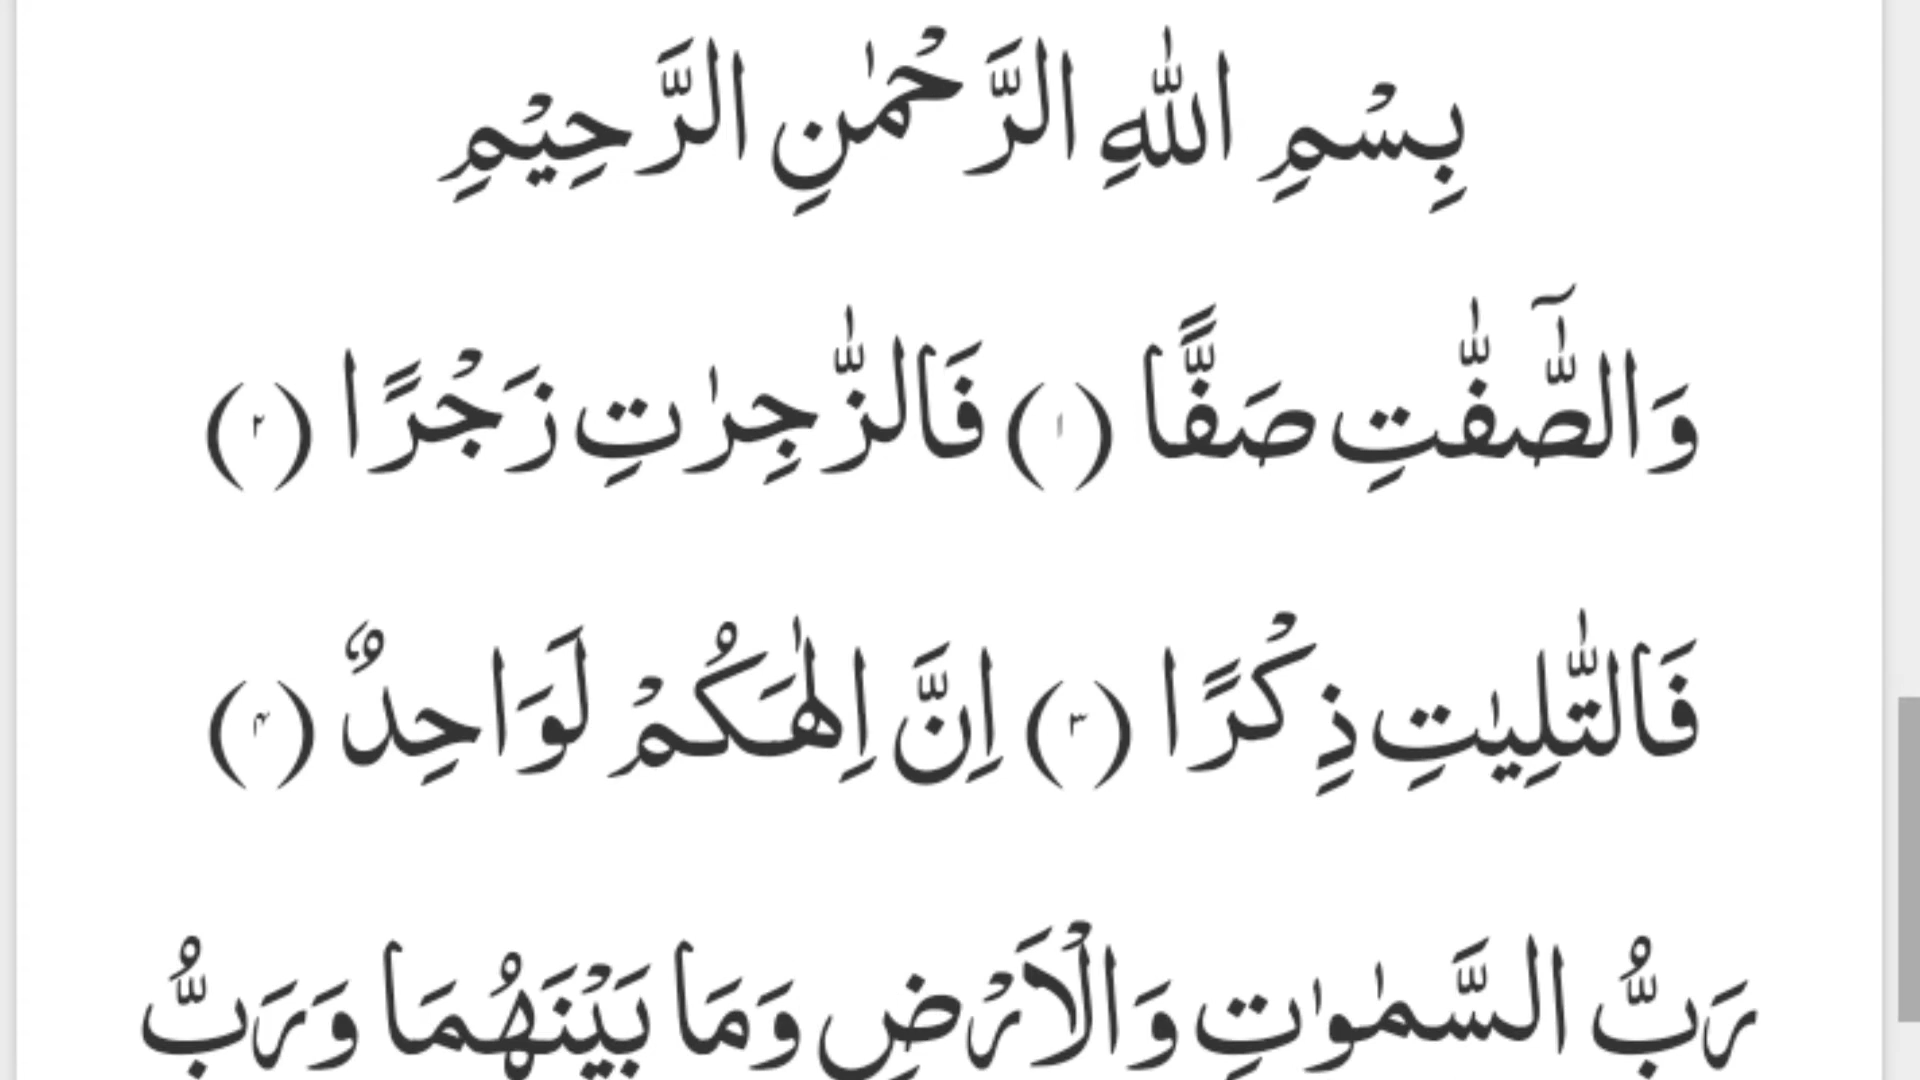 بِسْمِ اللّٰهِ الرَّحْمٰنِ الرَّحِيْمِ
وَالصّٰٓفّٰتِ صَفًّا (۱) فَالزّٰجِرٰتِ زَجْرًا (۲)
فَالتّٰلِيٰتِ ذِكْرًا (۳) اِنَّ اِلٰهَكُمْ لَوَاحِدٌ (۴)
رَبُّ السَّمٰوٰتِ وَالْاَرْضِ وَمَا بَيْنَهُمَا وَرَبُّ